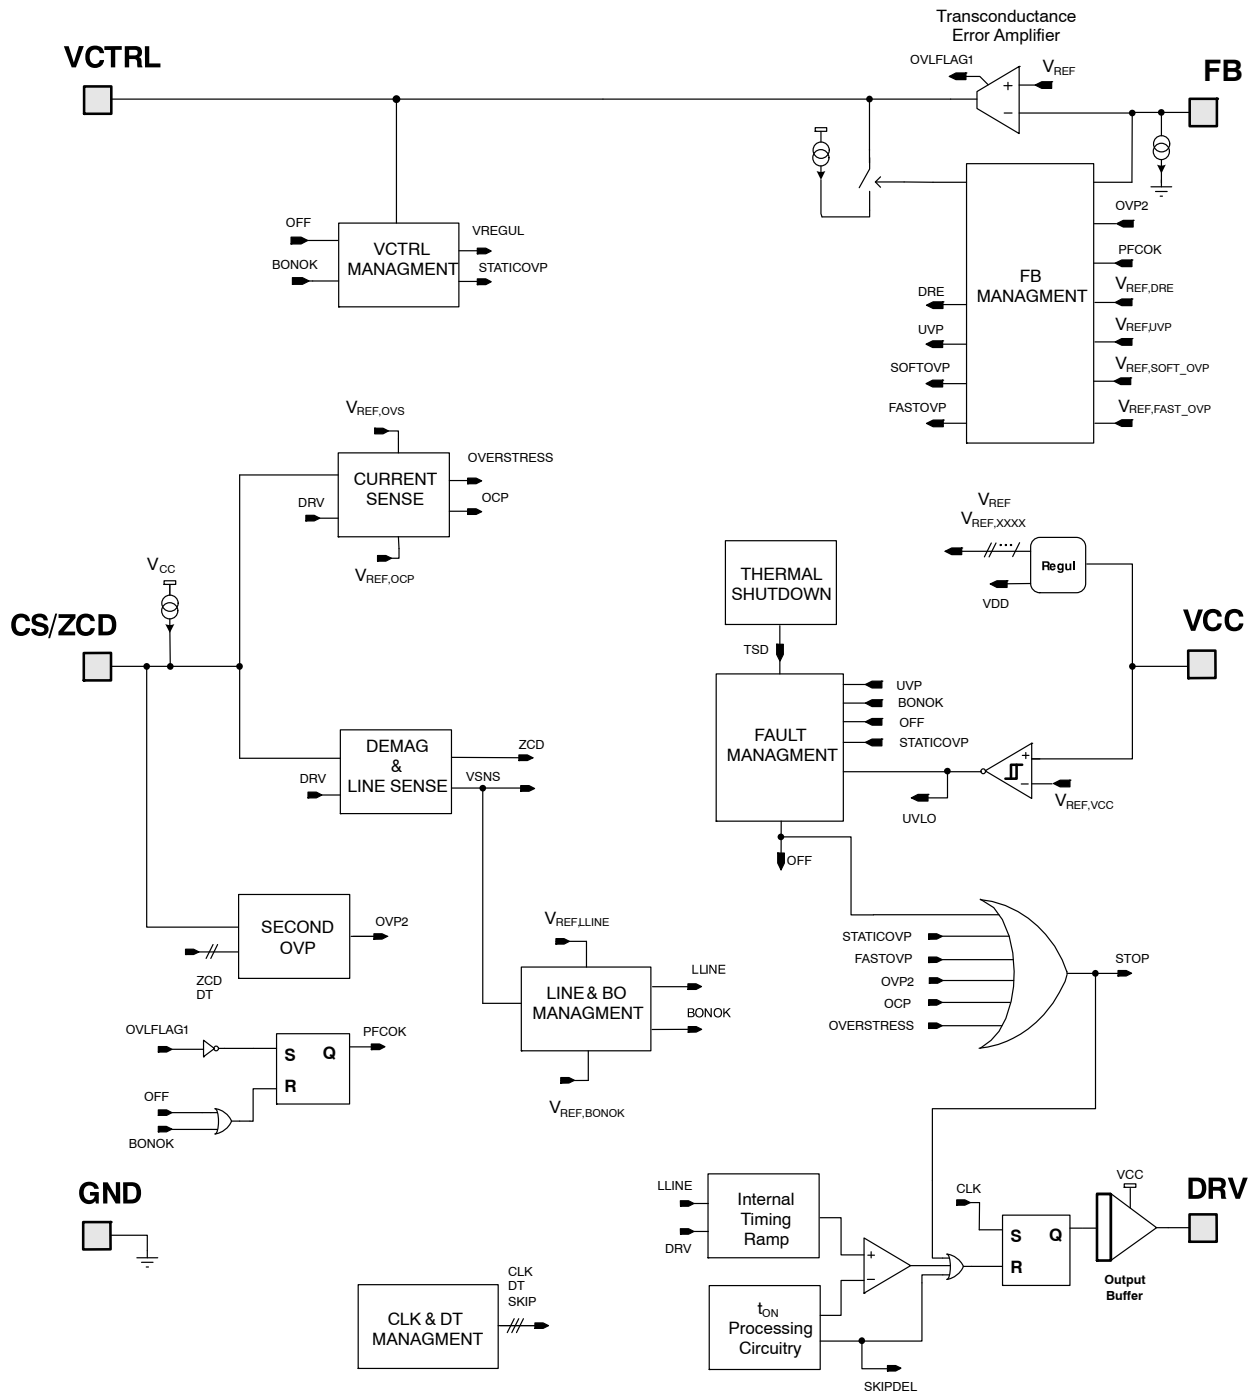 Transconductance
Error Amplifier
VCTRL
OVLFLAG1
VREF
FB
+
−
OFF
BONOK
VCTRL
MANAGMENT
VREGUL
STATICOVP
FB
MANAGMENT
OVP2
PFCOK
VREF,DRE
VREF,UVP
VREF,SOFT_OVP
VREF,FAST_OVP
DRE
UVP
SOFTOVP
FASTOVP
VREF,OVS
CURRENT
SENSE
DRV
OVERSTRESS
OCP
VREF,OCP
VCC
CS/ZCD
THERMAL
SHUTDOWN
TSD
VREF
VREF,XXXX
...
Regul
VDD
VCC
FAULT
MANAGMENT
UVP
BONOK
OFF
STATICOVP
+
−
VREF,VCC
UVLO
OFF
DEMAG
&
LINE SENSE
DRV
ZCD
VSNS
SECOND
OVP
OVP2
ZCD
DT
VREF,LLINE
LINE & BO
MANAGMENT
LLINE
BONOK
VREF,BONOK
STATICOVP
FASTOVP
OVP2
OCP
OVERSTRESS
STOP
OVLFLAG1
S
Q
R
PFCOK
OFF
BONOK
GND
CLK & DT
MANAGMENT
CLK
DT
SKIP
LLINE
DRV
Internal
Timing
Ramp
tON
Processing
Circuitry
+
−
SKIPDEL
CLK
S
Q
R
VCC
Output
Buffer
DRV